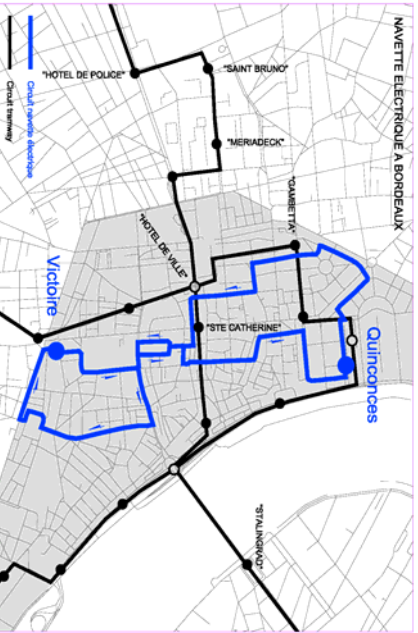 NAVETTE ELECTRIQUE A BORDEAUX
"SAINT BRUNO"
"HOTEL DE POLICE"
"MERIADECK"
"GAMBETTA"
"HOTEL DE VILLE"
Quinconces
"STE CATHERINE"
Victoire
"STALINGRAD"
Circuit navette électrique
Circuit tramway